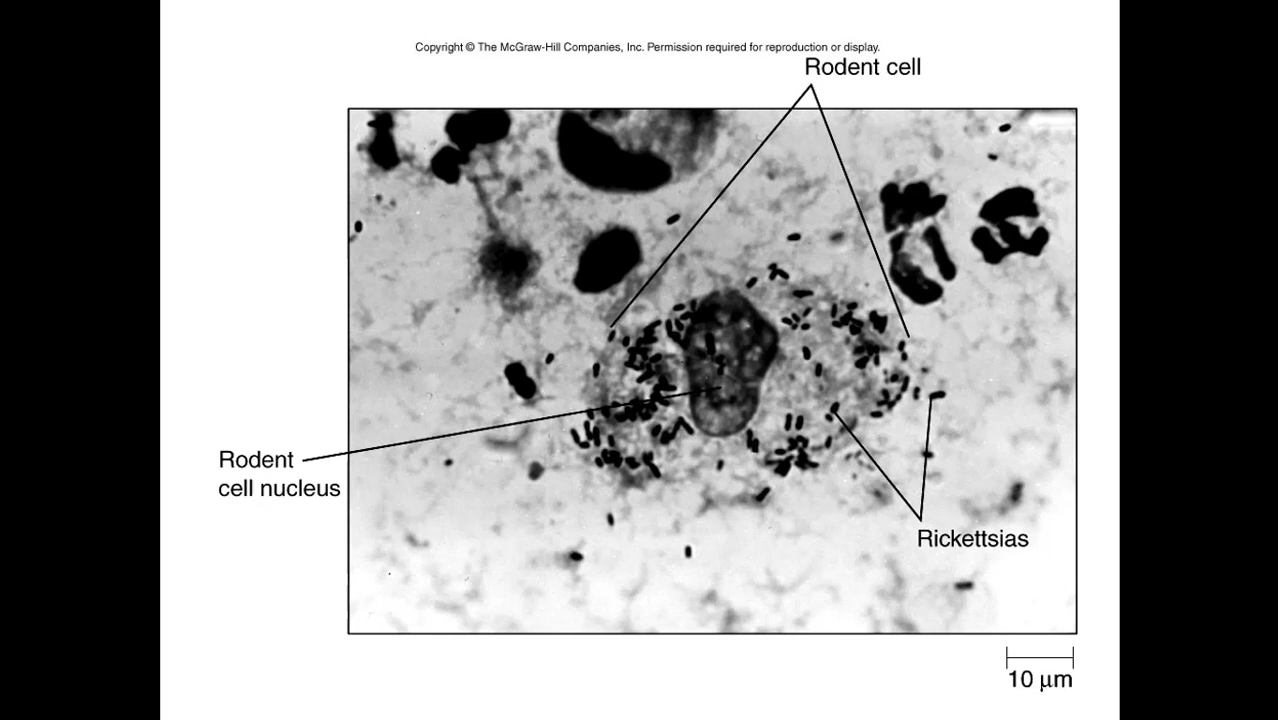 Copyright © The McGraw-Hill Companies, Inc. Permission required for reproduction or display.
Rodent cell
Rodent
cell nucleus
Rickettsias
10 μm